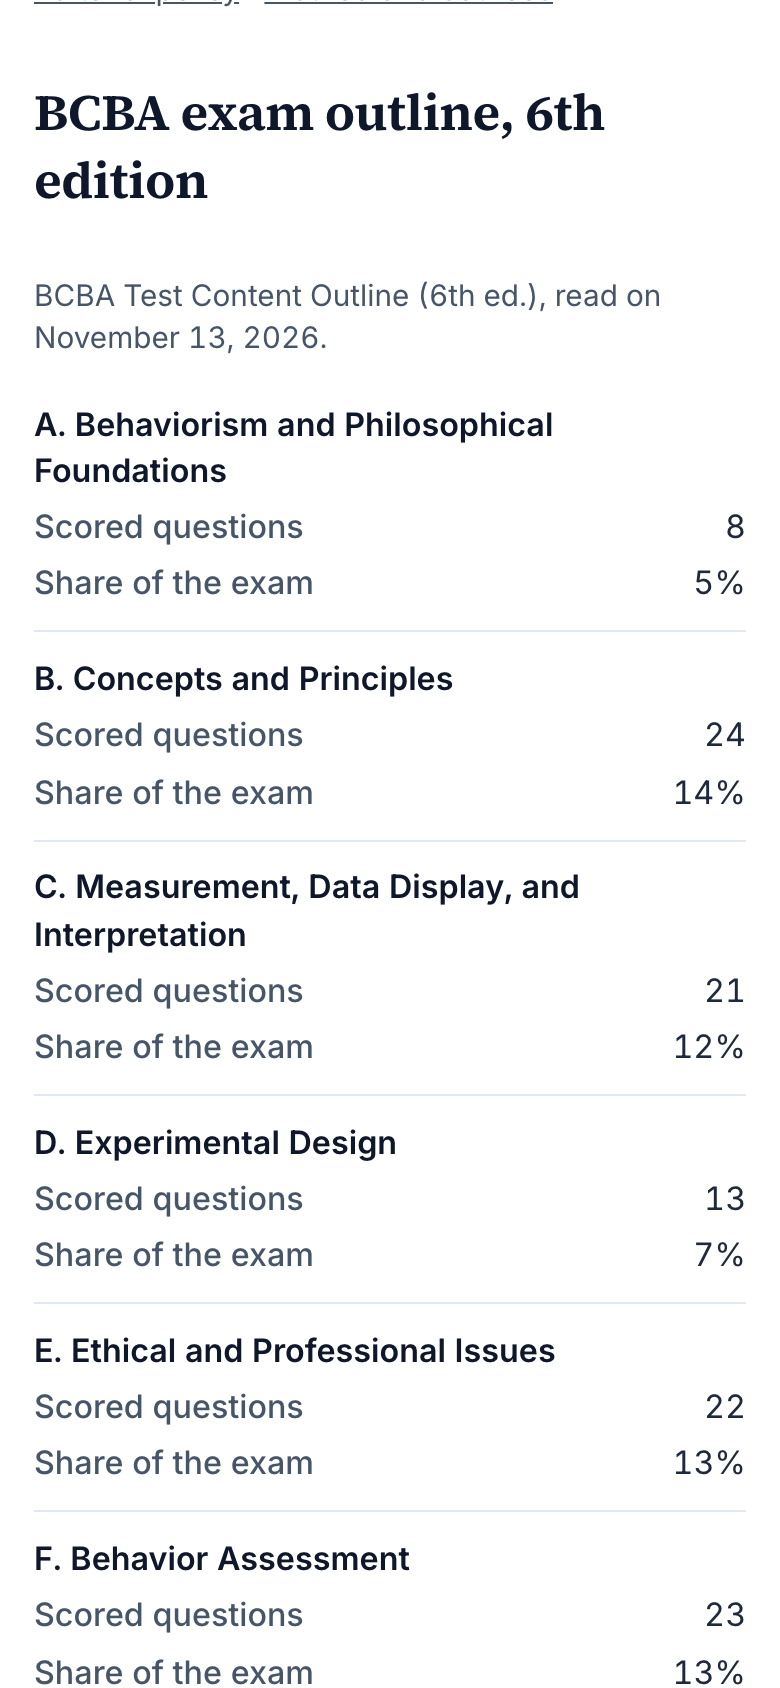 BCBA exam outline, 6th
edition
BCBA Test Content Outline (6th ed.), read on
November 13, 2026.
A. Behaviorism and Philosophical
Foundations
Scored questions 8
Share of the exam 5%
B. Concepts and Principles
Scored questions 24
Share of the exam 14%
C. Measurement, Data Display, and
Interpretation
Scored questions 21
Share of the exam 12%
D. Experimental Design
Scored questions 13
Share of the exam 7%
E. Ethical and Professional Issues
Scored questions 22
Share of the exam 13%
F. Behavior Assessment
Scored questions 23
Share of the exam 13%